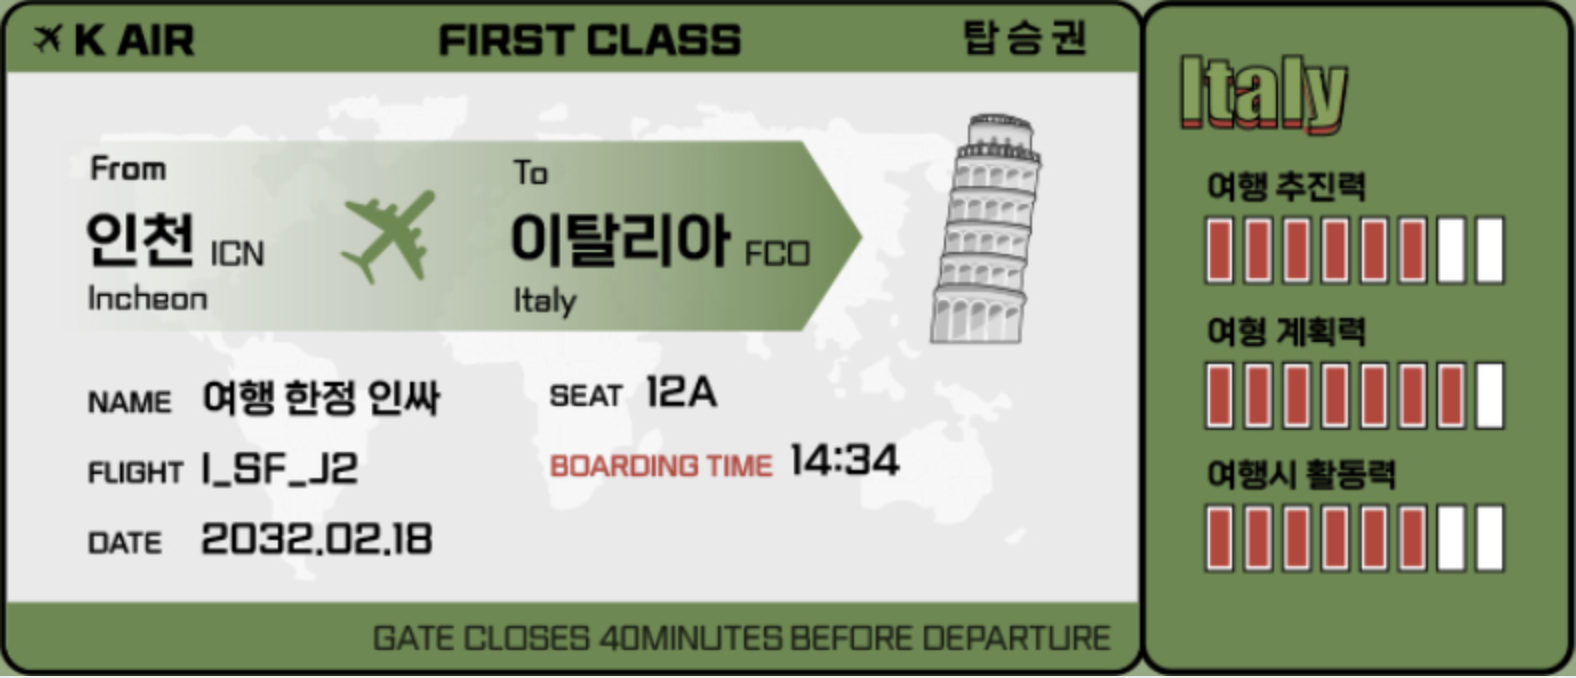 K AIR FIRST CLASS 탑승권
From To
인천 ICN 이탈리아 FCO
Incheon Italy
NAME 여행 한정 인싸 SEAT 12A
FLIGHT I_SF_J2 BOARDING TIME 14:34
DATE 2032.02.18
GATE CLOSES 40MINUTES BEFORE DEPARTURE
Italy
여행 추진력
여형 계획력
여행시 활동력